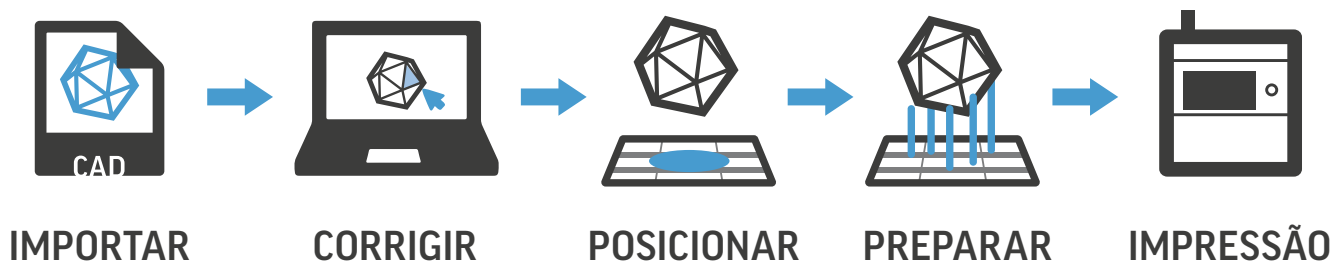 CAD
IMPORTAR
CORRIGIR
POSICIONAR
PREPARAR
IMPRESSÃO